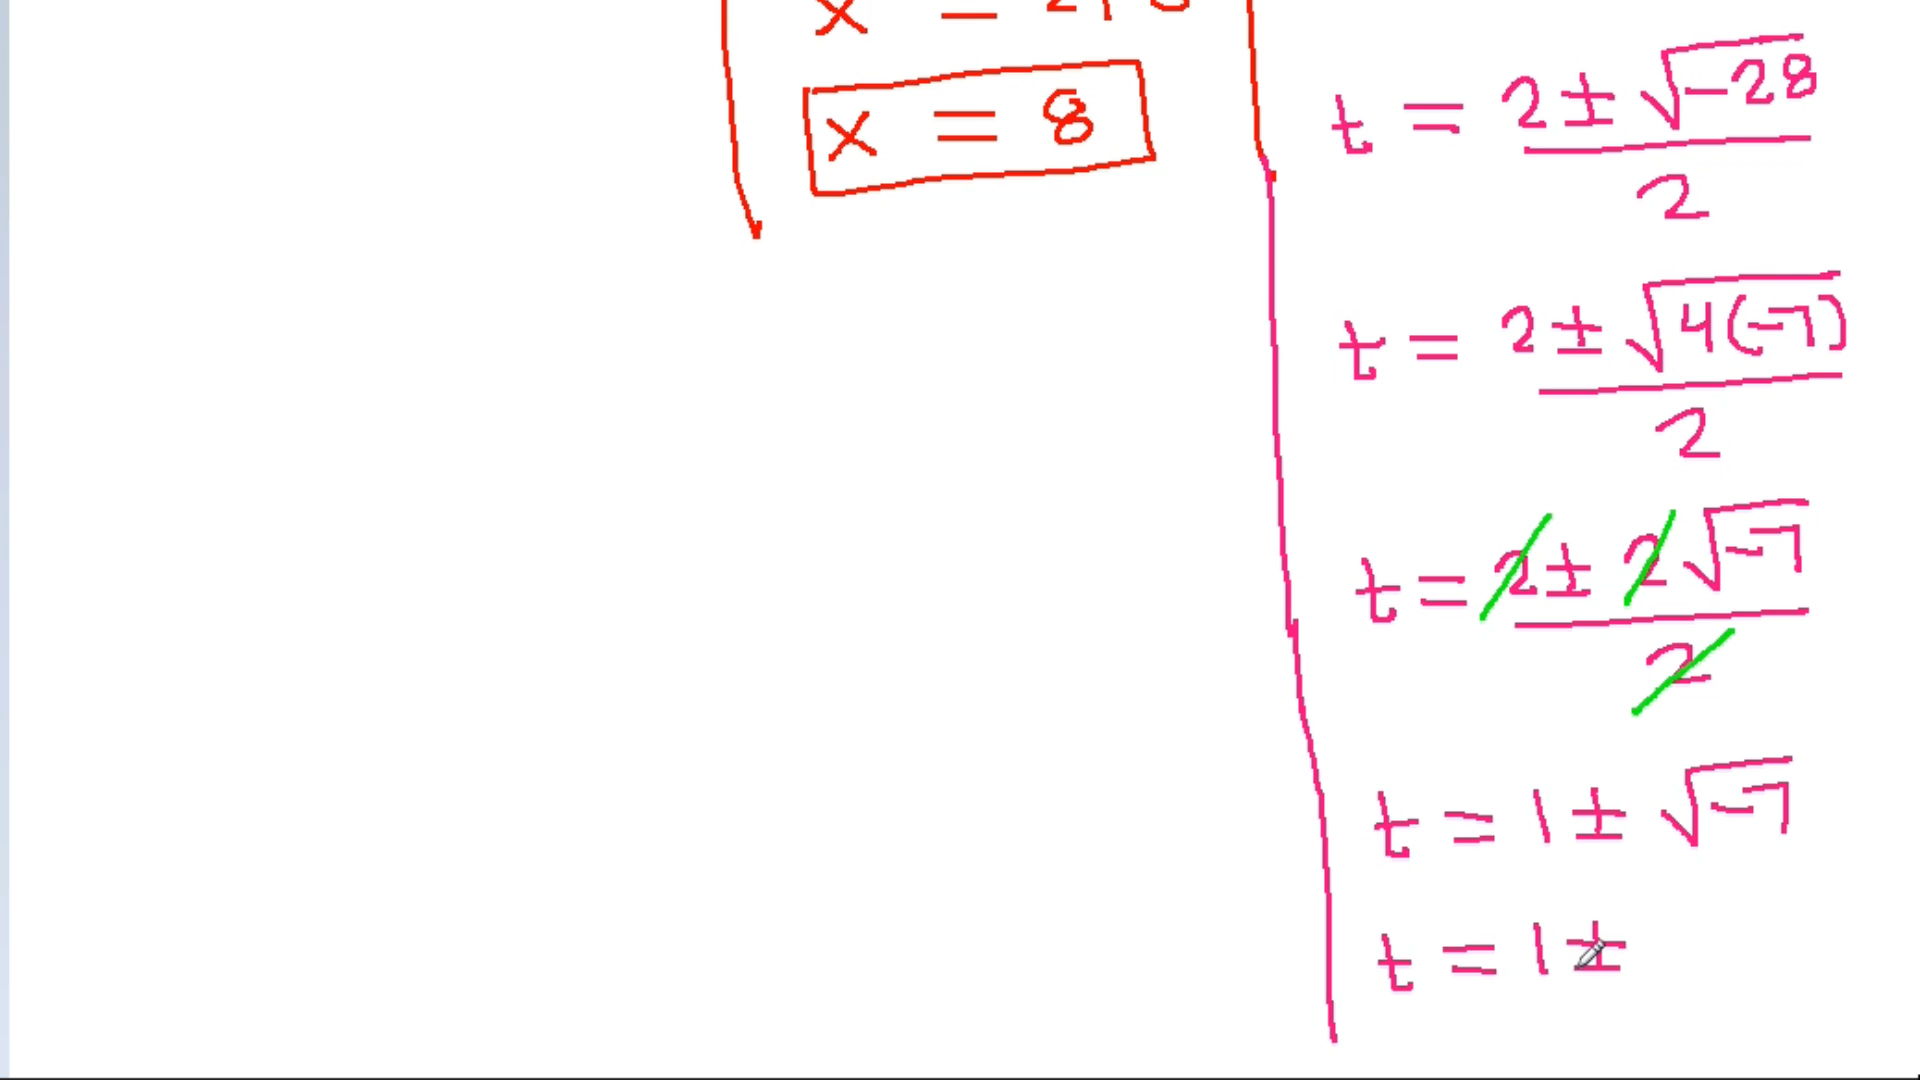 x =
x = 8
t = 2 ± √-28 / 2
t = 2 ± √4(-7) / 2
t = 2 ± 2√-7 / 2
t = 1 ± √-7
t = 1 ±